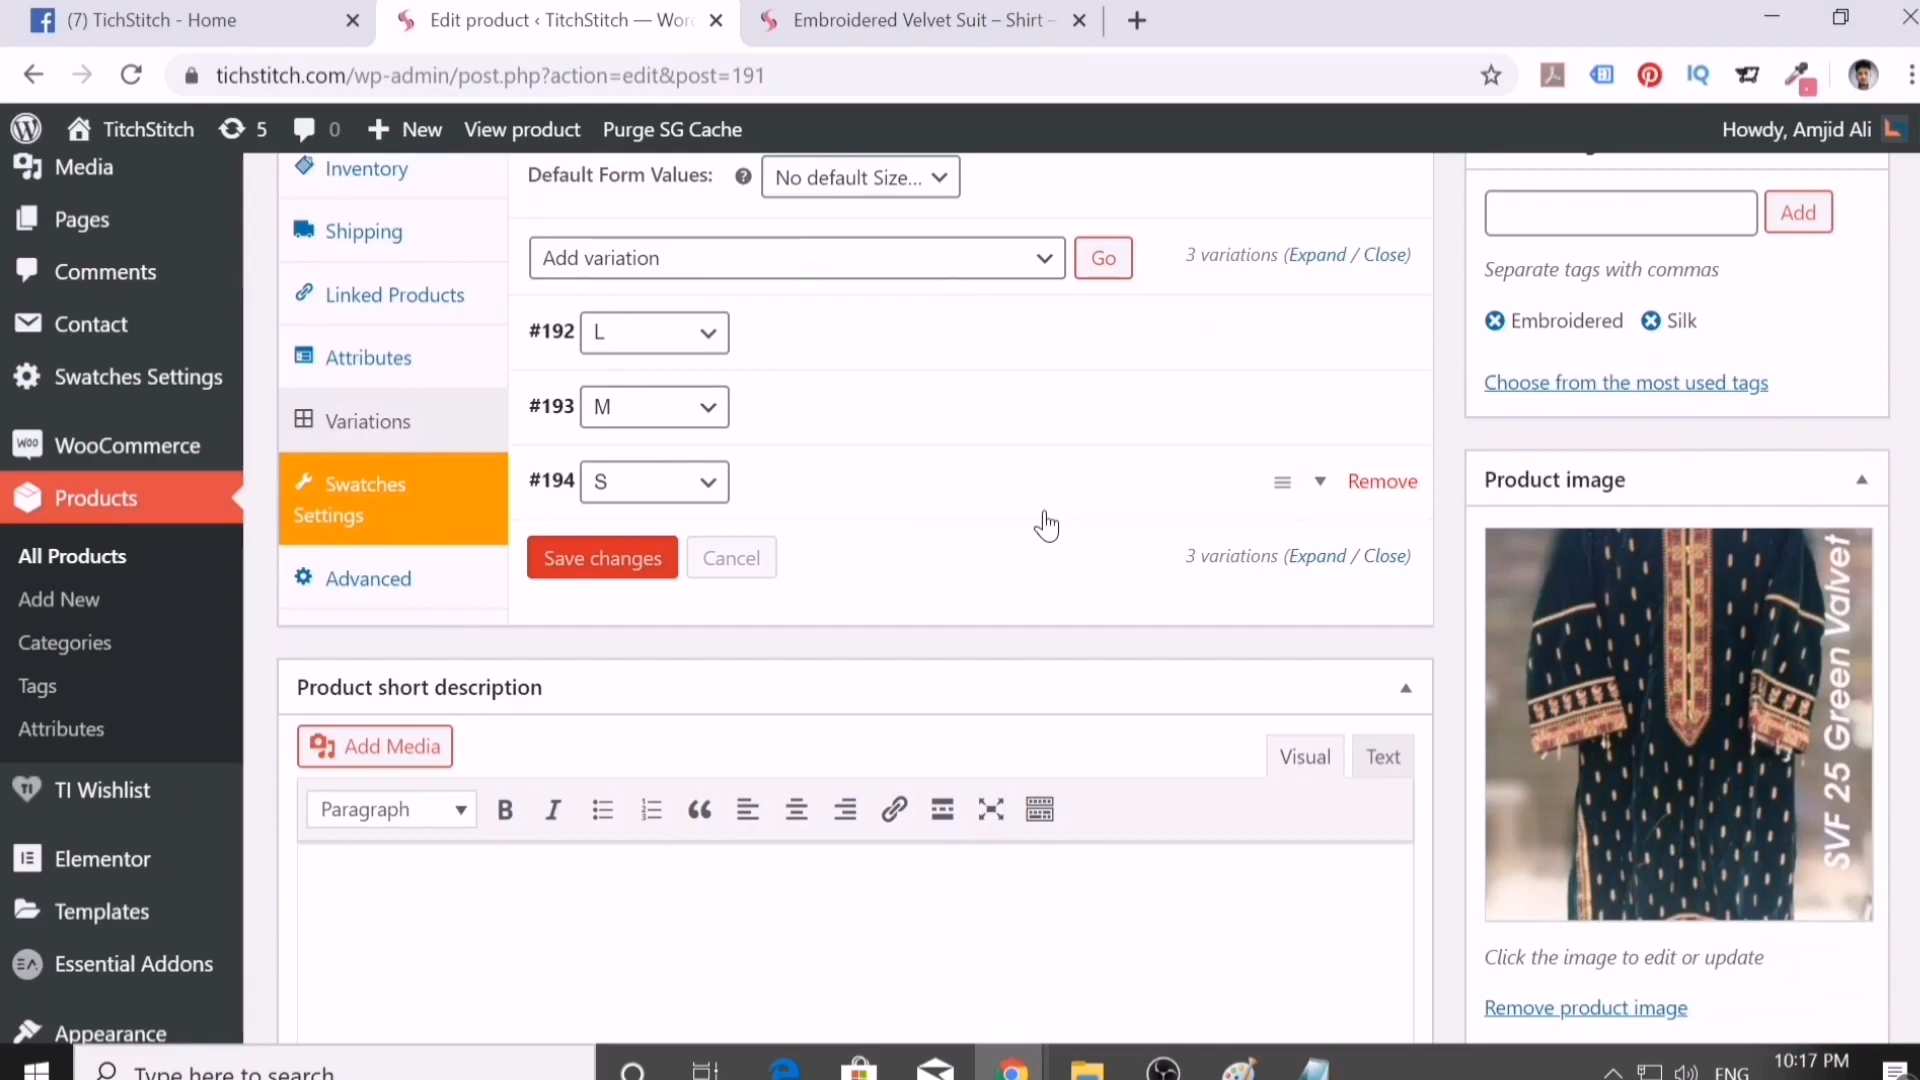 (7) TichStitch - Home
Edit product ‹ TitchStitch — Wor
Embroidered Velvet Suit – Shirt –
tichstitch.com/wp-admin/post.php?action=edit&post=191
TitchStitch 5 0 New View product Purge SG Cache Howdy, Amjid Ali
Media
Pages
Comments
Contact
Swatches Settings
WooCommerce
Products
All Products
Add New
Categories
Tags
Attributes
TI Wishlist
Elementor
Templates
Essential Addons
Appearance
Inventory
Shipping
Linked Products
Attributes
Variations
Swatches
Settings
Advanced
Default Form Values: No default Size...
Add variation Go 3 variations (Expand / Close)
#192 L
#193 M
#194 S Remove
Save changes Cancel 3 variations (Expand / Close)
Product short description
Add Media
Visual Text
Paragraph
Add
Separate tags with commas
Embroidered Silk
Choose from the most used tags
Product image
SVF 25 Green Valvet
Click the image to edit or update
Remove product image
Type here to search
ENG
10:17 PM